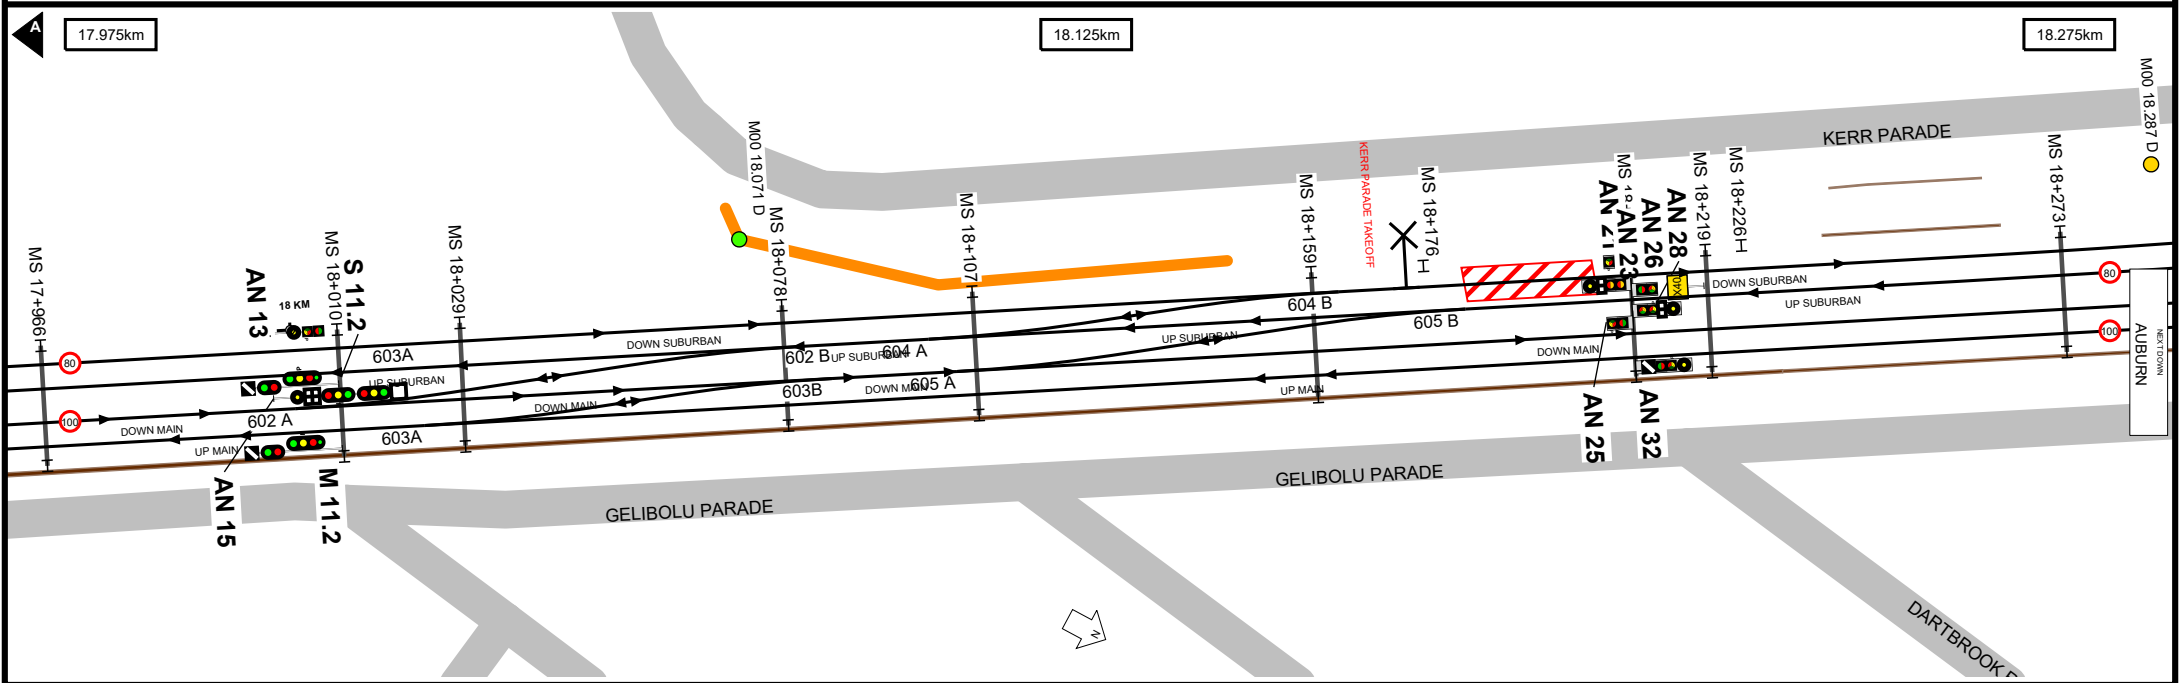 A
17.975km
18.125km
18.275km
M00 18.287 D
KERR PARADE
M00 18.071 D
KERR PARADE TAKEOFF
MS 17+966
MS 18+010
MS 18+029
MS 18+078
MS 18+107
MS 18+159
MS 18+176
MS 18+219
MS 18+226
MS 18+273
AN 13
18 KM
S 11.2
AN 23
AN 26
AN 28
80
603A
DOWN SUBURBAN
602 B
UP SUBURBAN
604 A
604 B
UP SUBURBAN
605 B
DOWN SUBURBAN
UP SUBURBAN
80
UP SUBURBAN
100
DOWN MAIN
602 A
DOWN MAIN
603B
DOWN MAIN
605 A
DOWN MAIN
100
UP MAIN
603A
UP MAIN
AN 15
M 11.2
AN 25
AN 32
AUBURN
NEXT DOWN
GELIBOLU PARADE
GELIBOLU PARADE
N
DARTBROOK